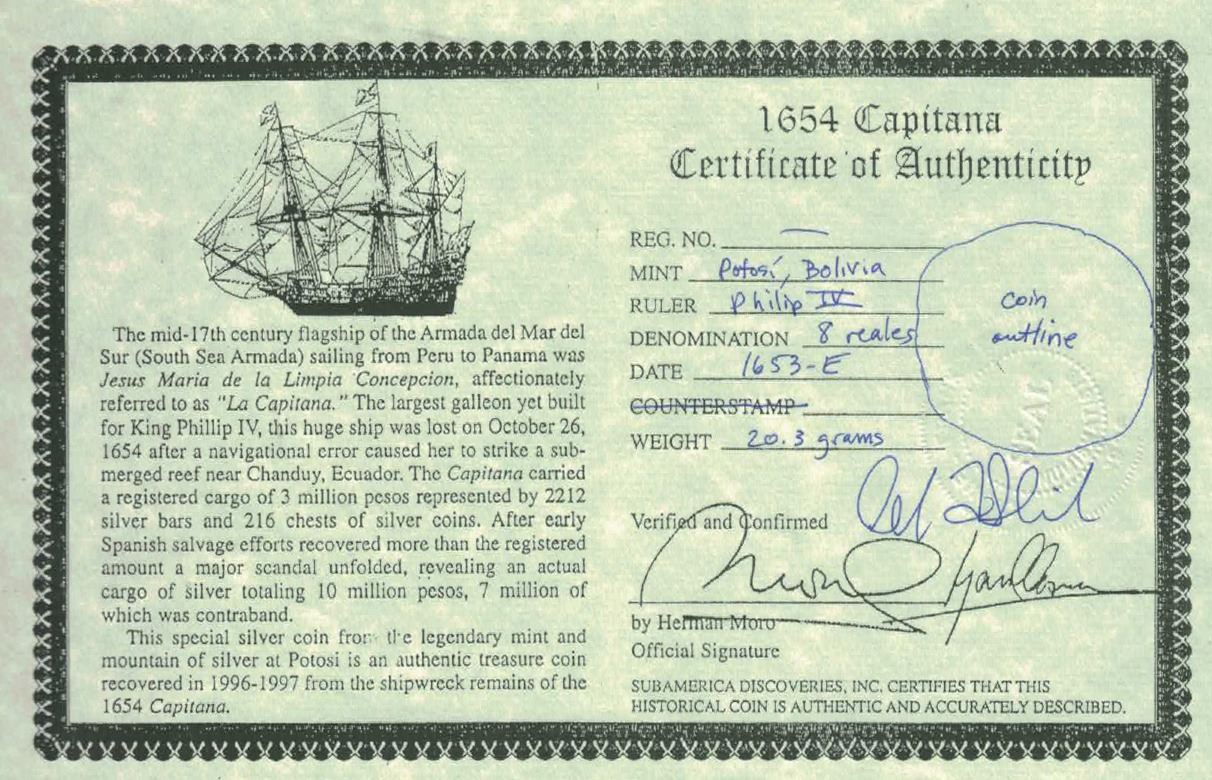 1654 Capitana
Certificate of Authenticity
The mid-17th century flagship of the Armada del Mar del
Sur (South Sea Armada) sailing from Peru to Panama was
Jesus Maria de la Limpia Concepcion, affectionately
referred to as "La Capitana." The largest galleon yet built
for King Phillip IV, this huge ship was lost on October 26,
1654 after a navigational error caused her to strike a sub-
merged reef near Chanduy, Ecuador. The Capitana carried
a registered cargo of 3 million pesos represented by 2212
silver bars and 216 chests of silver coins. After early
Spanish salvage efforts recovered more than the registered
amount a major scandal unfolded, revealing an actual
cargo of silver totaling 10 million pesos, 7 million of
which was contraband.
This special silver coin from the legendary mint and
mountain of silver at Potosi is an authentic treasure coin
recovered in 1996-1997 from the shipwreck remains of the
1654 Capitana.
REG. NO. —
MINT Potosí, Bolivia
RULER Philip IV
DENOMINATION 8 reales
DATE 1653-E
COUNTERSTAMP
WEIGHT 20.3 grams
coin
outline
SEAL
Verified and Confirmed
by Herman Moro
Official Signature
SUBAMERICA DISCOVERIES, INC. CERTIFIES THAT THIS
HISTORICAL COIN IS AUTHENTIC AND ACCURATELY DESCRIBED.